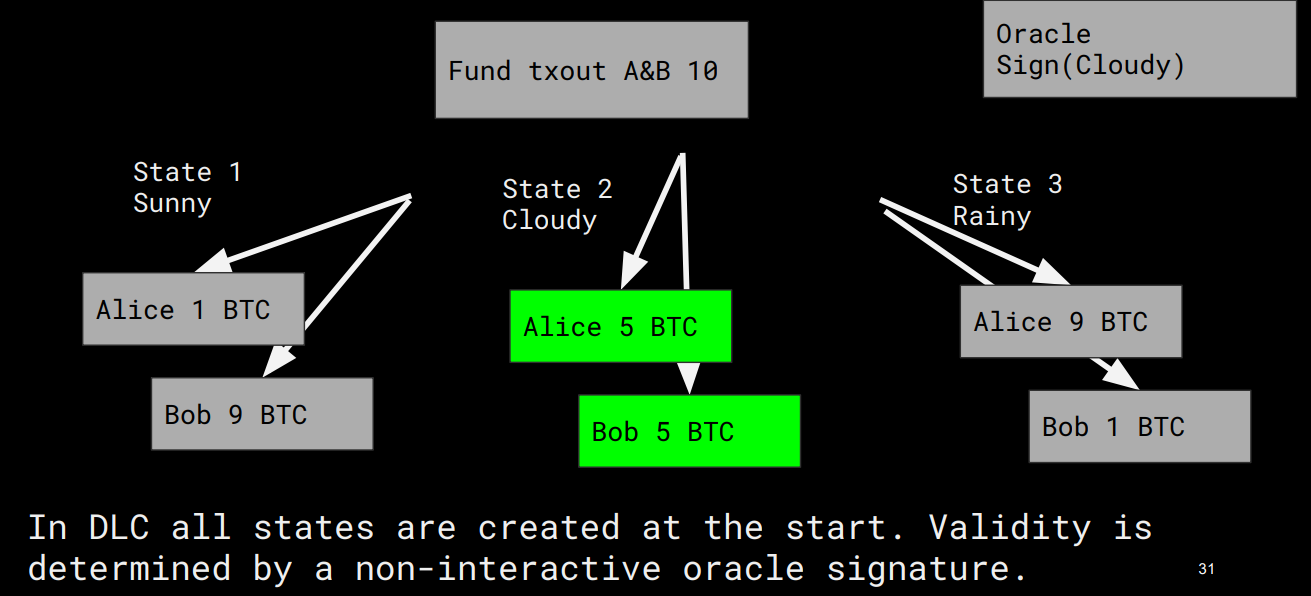 Fund txout A&B 10
Oracle
Sign(Cloudy)
State 1
Sunny
State 2
Cloudy
State 3
Rainy
Alice 1 BTC
Bob 9 BTC
Alice 5 BTC
Bob 5 BTC
Alice 9 BTC
Bob 1 BTC
In DLC all states are created at the start. Validity is
determined by a non-interactive oracle signature.
31